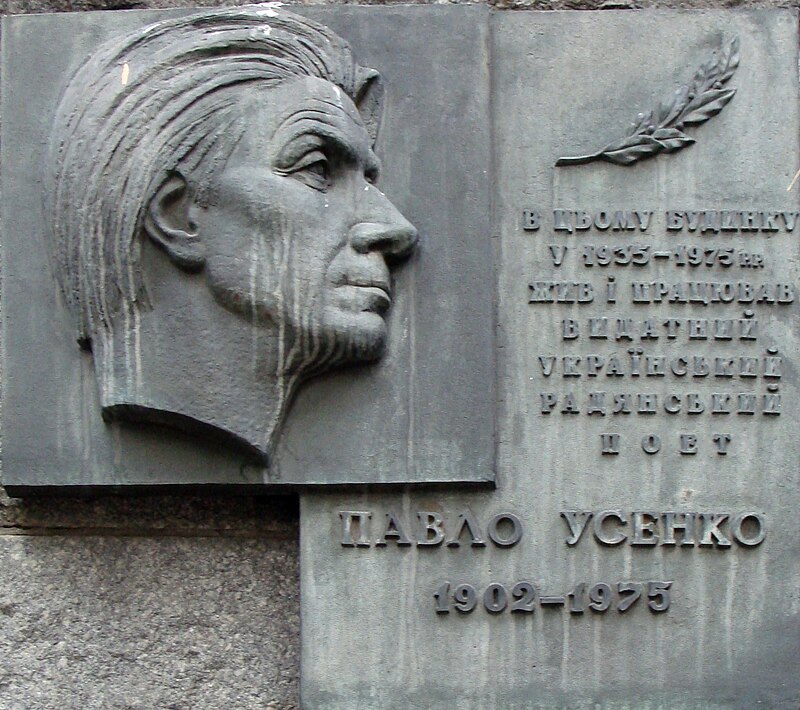 В ЦЬОМУ БУДИНКУ
У 1935–1975 РР.
ЖИВ І ПРАЦЮВАВ
ВИДАТНИЙ
УКРАЇНСЬКИЙ
РАДЯНСЬКИЙ
ПОЕТ
ПАВЛО УСЕНКО
1902–1975